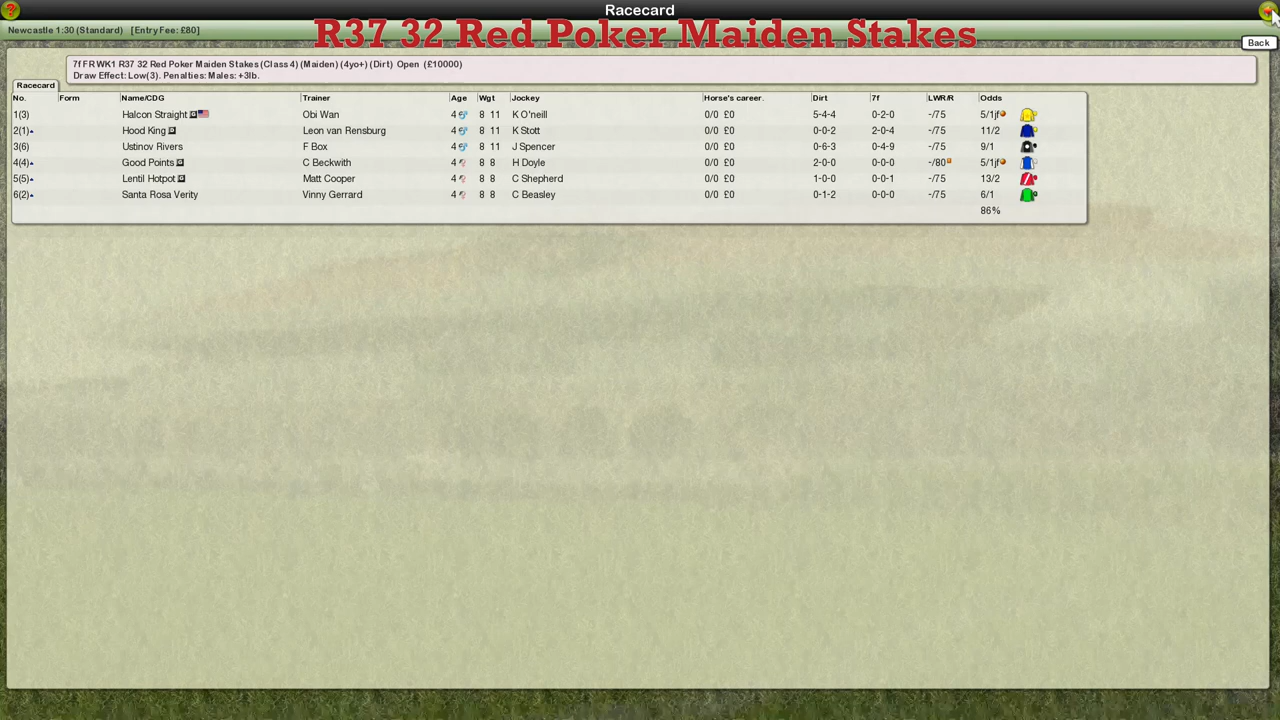 Racecard
R37 32 Red Poker Maiden Stakes
Newcastle 1:30 (Standard) [Entry Fee: £80]
Back
7f FR WK1 R37 32 Red Poker Maiden Stakes (Class 4) (Maiden) (4yo+) (Dirt) Open (£10000)
Draw Effect: Low(3). Penalties: Males: +3lb.
Racecard
No. Form Name/CDG Trainer Age Wgt Jockey Horse's career. Dirt 7f LWR/R Odds
1(3) Halcon Straight Obi Wan 4 8 11 K O'neill 0/0 £0 5-4-4 0-2-0 -/75 5/1jf
2(1) Hood King Leon van Rensburg 4 8 11 K Stott 0/0 £0 0-0-2 2-0-4 -/75 11/2
3(6) Ustinov Rivers F Box 4 8 11 J Spencer 0/0 £0 0-6-3 0-4-9 -/75 9/1
4(4) Good Points C Beckwith 4 8 8 H Doyle 0/0 £0 2-0-0 0-0-0 -/80 5/1jf
5(5) Lentil Hotpot Matt Cooper 4 8 8 C Shepherd 0/0 £0 1-0-0 0-0-1 -/75 13/2
6(2) Santa Rosa Verity Vinny Gerrard 4 8 8 C Beasley 0/0 £0 0-1-2 0-0-0 -/75 6/1
86%